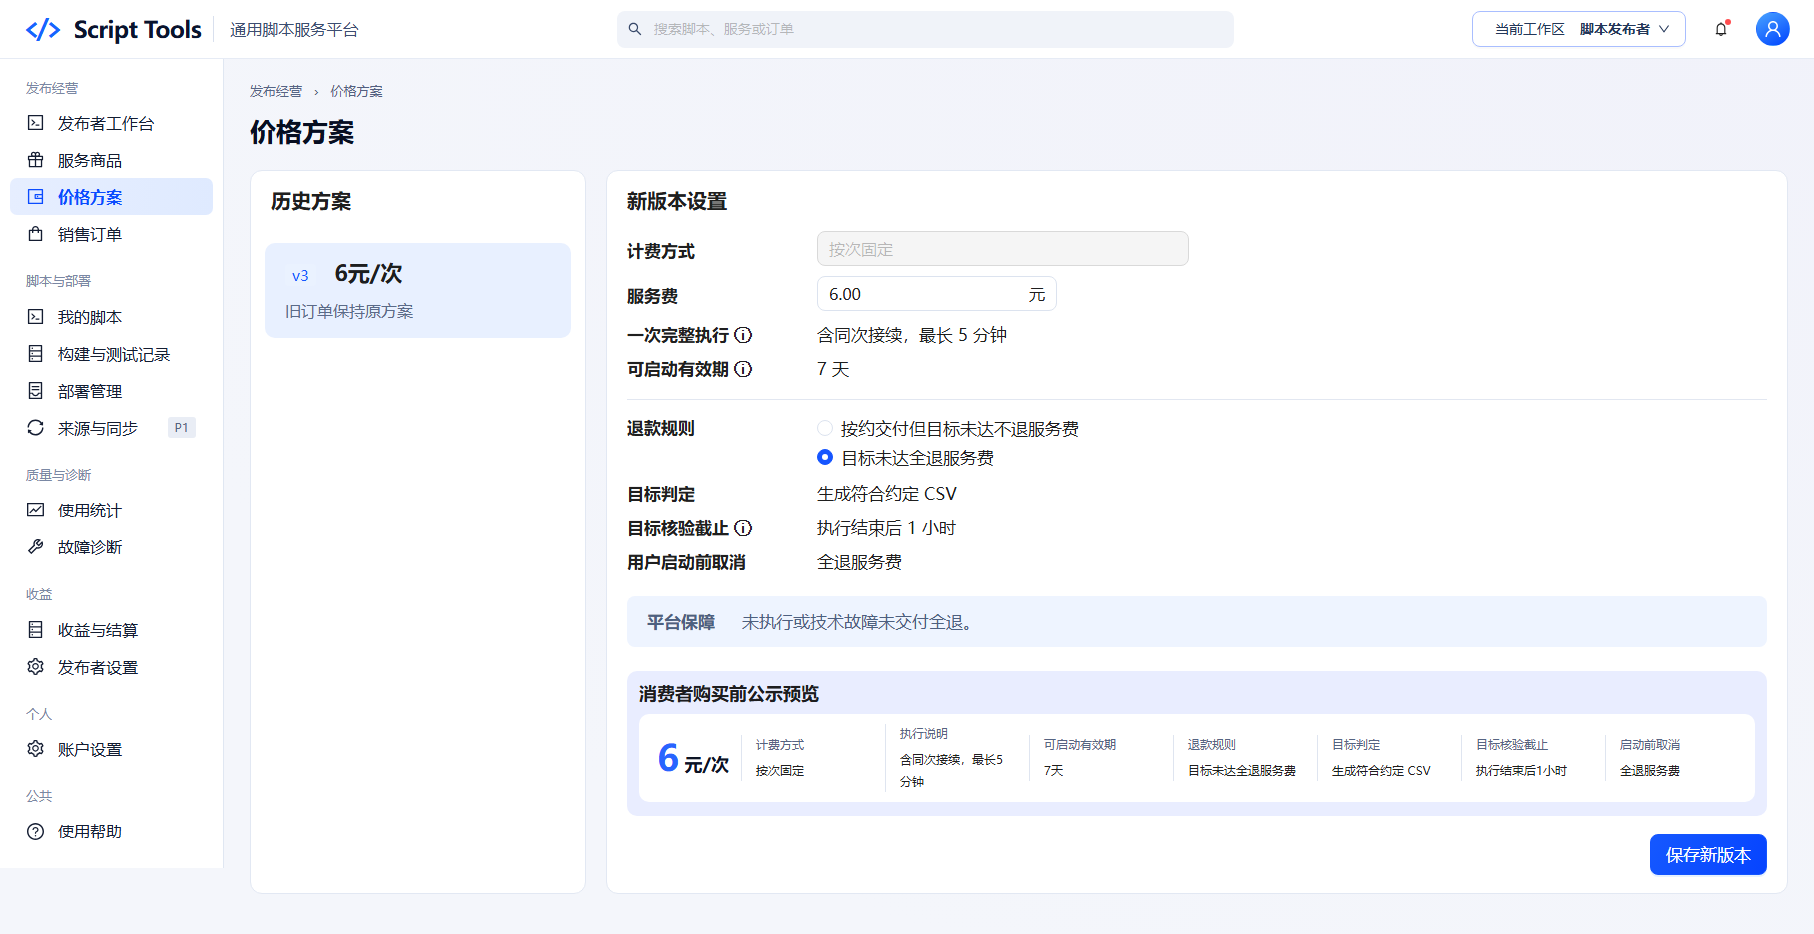 Script Tools
通用脚本服务平台
搜索脚本、服务或订单
当前工作区 脚本发布者
发布经营
发布者工作台
服务商品
价格方案
销售订单
脚本与部署
我的脚本
构建与测试记录
部署管理
来源与同步 P1
质量与诊断
使用统计
故障诊断
收益
收益与结算
发布者设置
个人
账户设置
公共
使用帮助
发布经营 › 价格方案
价格方案
历史方案
v3 6元/次
旧订单保持原方案
新版本设置
计费方式 按次固定
服务费 6.00 元
一次完整执行 含同次接续，最长 5 分钟
可启动有效期 7 天
退款规则 按约交付但目标未达不退服务费
目标未达全退服务费
目标判定 生成符合约定 CSV
目标核验截止 执行结束后 1 小时
用户启动前取消 全退服务费
平台保障 未执行或技术故障未交付全退。
消费者购买前公示预览
6 元/次
计费方式
按次固定
执行说明
含同次接续，最长5
分钟
可启动有效期
7天
退款规则
目标未达全退服务费
目标判定
生成符合约定 CSV
目标核验截止
执行结束后1小时
启动前取消
全退服务费
保存新版本